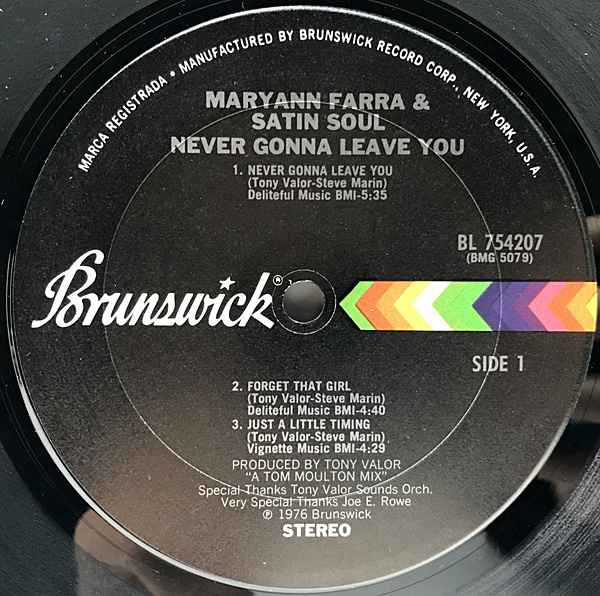 MARCA REGISTRADA • MANUFACTURED BY BRUNSWICK RECORD CORP., NEW YORK, U.S.A.
MARYANN FARRA &
SATIN SOUL
NEVER GONNA LEAVE YOU
1. NEVER GONNA LEAVE YOU
(Tony Valor-Steve Marin)
Deliteful Music BMI-5:35
BL 754207
(BMG 5079)
Brunswick®
SIDE 1
2. FORGET THAT GIRL
(Tony Valor-Steve Marin)
Deliteful Music BMI-4:40
3. JUST A LITTLE TIMING
(Tony Valor-Steve Marin)
Vignette Music BMI-4:29
PRODUCED BY TONY VALOR
"A TOM MOULTON MIX"
Special Thanks Tony Valor Sounds Orch.
Very Special Thanks Joe E. Rowe
℗ 1976 Brunswick
STEREO